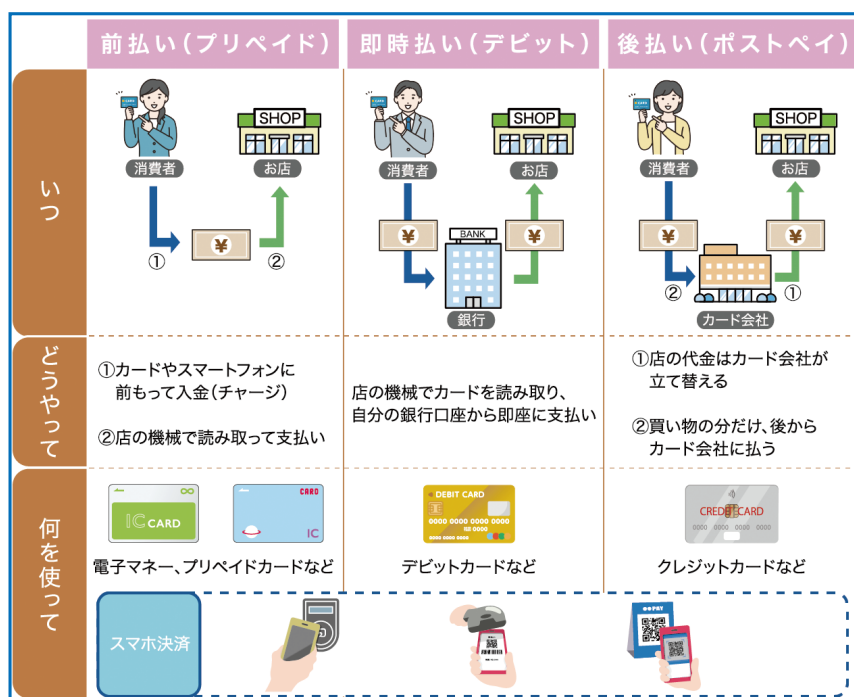 前払い(プリペイド)
即時払い(デビット)
後払い(ポストペイ)
いつ
SHOP
消費者
お店
¥
①
②
SHOP
消費者
お店
¥
¥
BANK
銀行
SHOP
消費者
お店
¥
¥
②
①
カード会社
どうやって
①カードやスマートフォンに
前もって入金(チャージ)
②店の機械で読み取って支払い
店の機械でカードを読み取り、
自分の銀行口座から即座に支払い
①店の代金はカード会社が
立て替える
②買い物の分だけ、後から
カード会社に払う
何を使って
IC CARD
CARD
IC
DEBIT CARD
0000 0000 0000 0000
CREDIT CARD
0000 0000 0000 0000
電子マネー、プリペイドカードなど
デビットカードなど
クレジットカードなど
スマホ決済
PAY